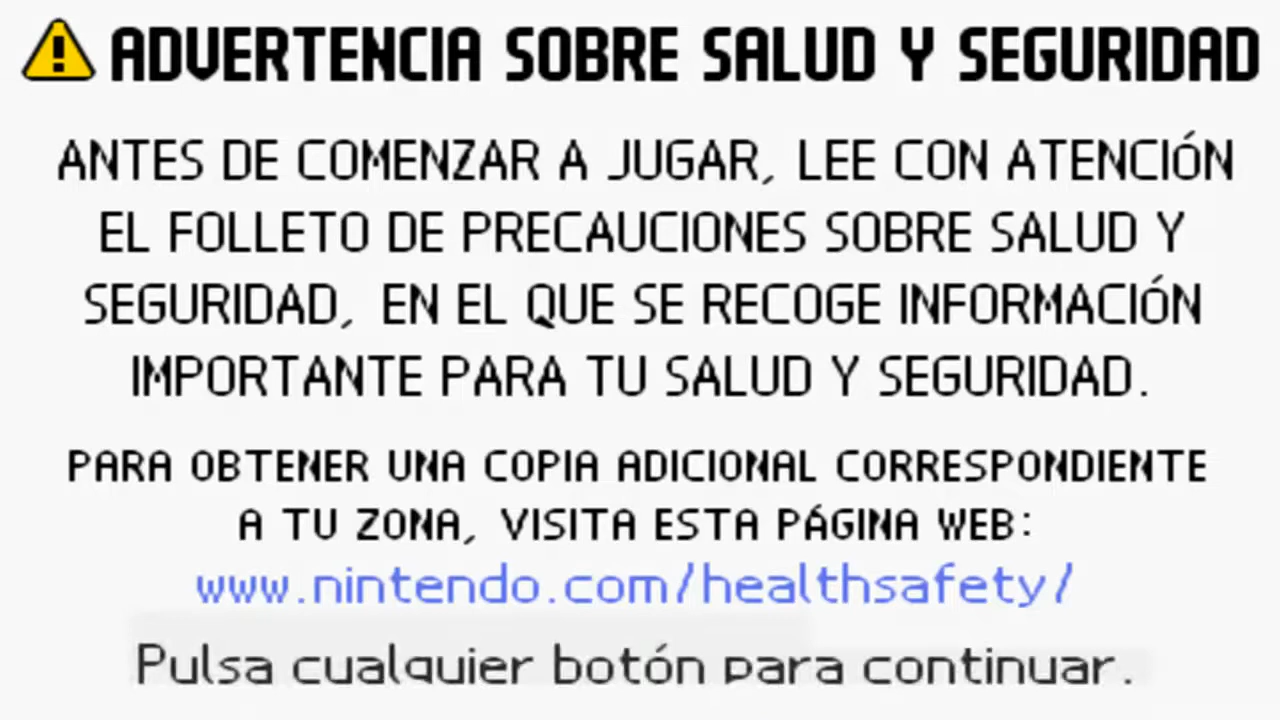 ADVERTENCIA SOBRE SALUD Y SEGURIDAD
ANTES DE COMENZAR A JUGAR, LEE CON ATENCIÓN
EL FOLLETO DE PRECAUCIONES SOBRE SALUD Y
SEGURIDAD, EN EL QUE SE RECOGE INFORMACIÓN
IMPORTANTE PARA TU SALUD Y SEGURIDAD.
PARA OBTENER UNA COPIA ADICIONAL CORRESPONDIENTE
A TU ZONA, VISITA ESTA PÁGINA WEB:
www.nintendo.com/healthsafety/
Pulsa cualquier botón para continuar.